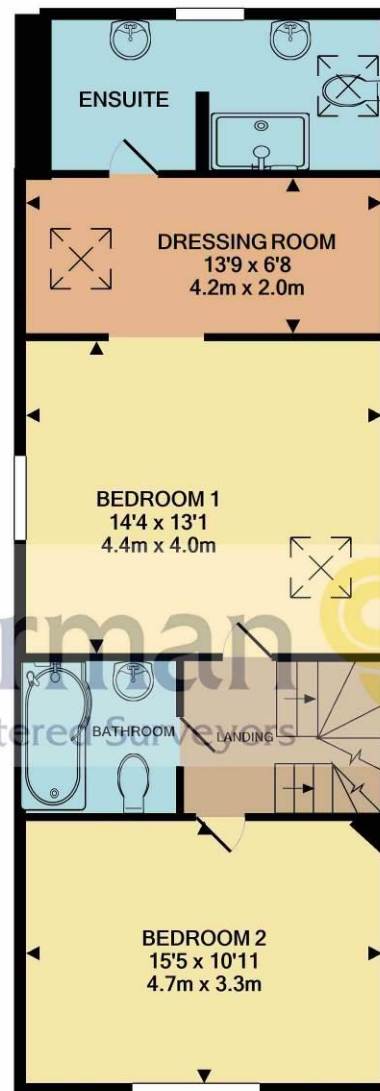 ENSUITE
DRESSING ROOM
13'9 x 6'8
4.2m x 2.0m
BEDROOM 1
14'4 x 13'1
4.4m x 4.0m
rman
BATHROOM
LANDING
tered Surveyors
BEDROOM 2
15'5 x 10'11
4.7m x 3.3m